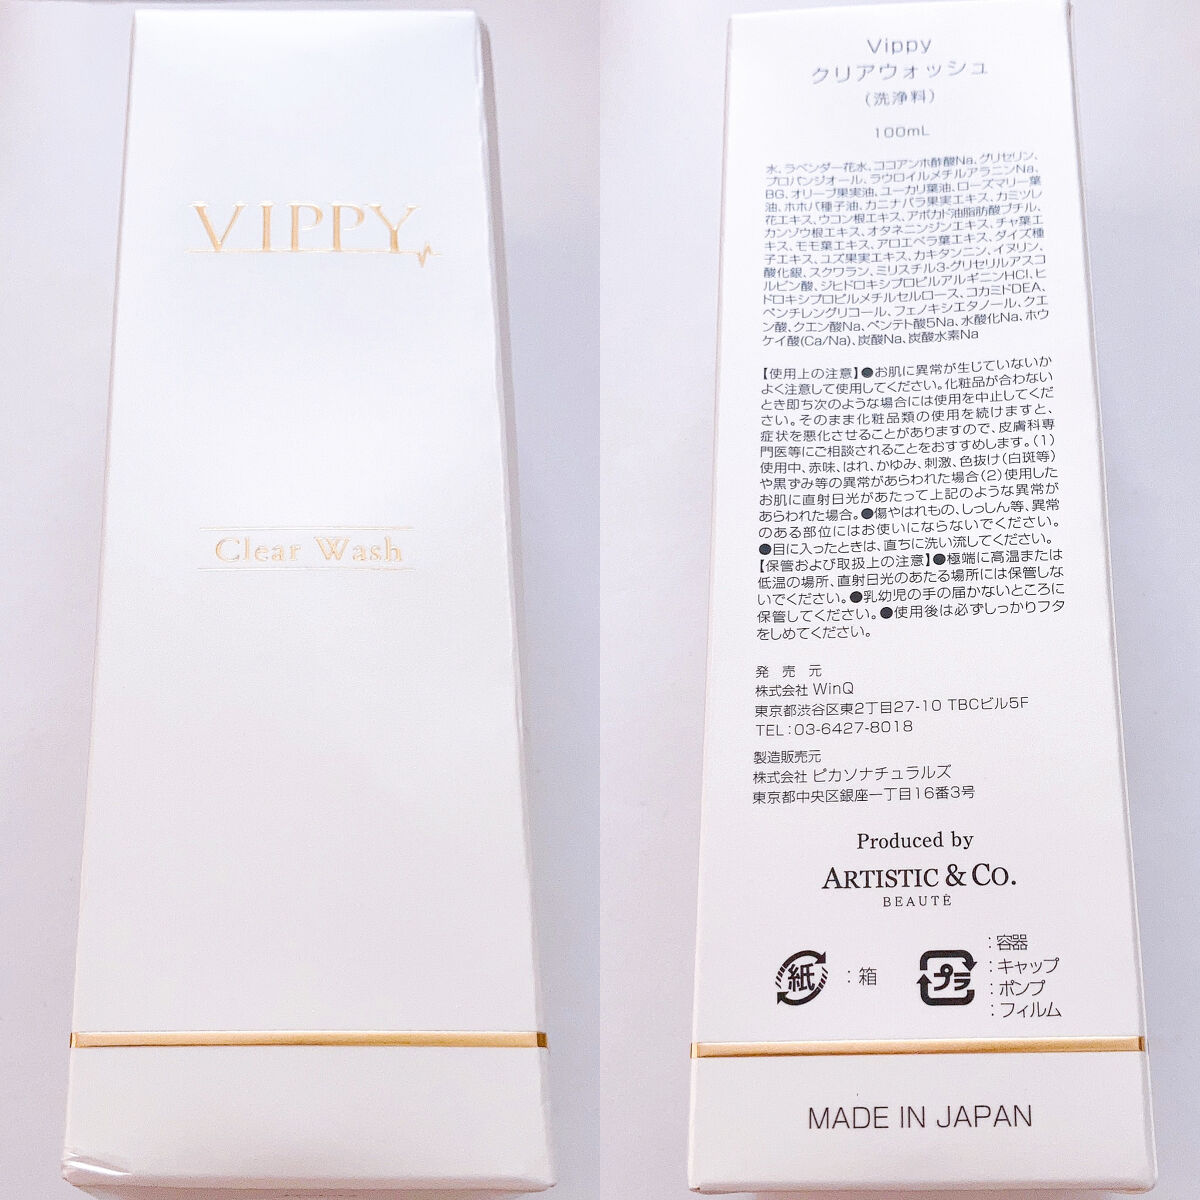 VIPPY
Clear Wash
Vippy
クリアウォッシュ
(洗浄料)
100mL
水、ラベンダー花水、ココアンホ酢酸Na、グリセリン、
プロパンジオール、ラウロイルメチルアラニンNa、
BG、オリーブ果実油、ユーカリ葉油、ローズマリー葉
油、ホホバ種子油、カニナバラ果実エキス、カミツレ
花エキス、ウコン根エキス、アボカド油脂肪酸ブチル、
カンゾウ根エキス、オタネニンジンエキス、チャ葉エ
キス、モモ葉エキス、アロエベラ葉エキス、ダイズ種
子エキス、ユズ果実エキス、カキタンニン、イヌリン、
酸化銀、スクワラン、ミリスチル3-グリセリルアスコ
ルビン酸、ジヒドロキシプロピルアルギニンHCl、ヒ
ドロキシプロピルメチルセルロース、コカミドDEA、
ペンチレングリコール、フェノキシエタノール、クエ
ン酸、クエン酸Na、ペンテト酸5Na、水酸化Na、ホウ
ケイ酸(Ca/Na)、炭酸Na、炭酸水素Na
【使用上の注意】●お肌に異常が生じていないか
よく注意して使用してください。化粧品が合わない
とき即ち次のような場合には使用を中止してくだ
さい。そのまま化粧品類の使用を続けますと、
症状を悪化させることがありますので、皮膚科専
門医等にご相談されることをおすすめします。(1)
使用中、赤味、はれ、かゆみ、刺激、色抜け(白斑等)
や黒ずみ等の異常があらわれた場合(2)使用した
お肌に直射日光があたって上記のような異常が
あらわれた場合。●傷やはれもの、しっしん等、異常
のある部位にはお使いにならないでください。
●目に入ったときは、直ちに洗い流してください。
【保管および取扱上の注意】●極端に高温または
低温の場所、直射日光のあたる場所には保管しな
いでください。●乳幼児の手の届かないところに
保管してください。●使用後は必ずしっかりフタ
をしめてください。
発 売 元
株式会社 WinQ
東京都渋谷区東2丁目27-10 TBCビル5F
TEL:03-6427-8018
製造販売元
株式会社 ピカソナチュラルズ
東京都中央区銀座一丁目16番3号
Produced by
ARTISTIC & CO.
BEAUTÉ
紙 :箱
プラ :容器
:キャップ
:ポンプ
:フィルム
MADE IN JAPAN